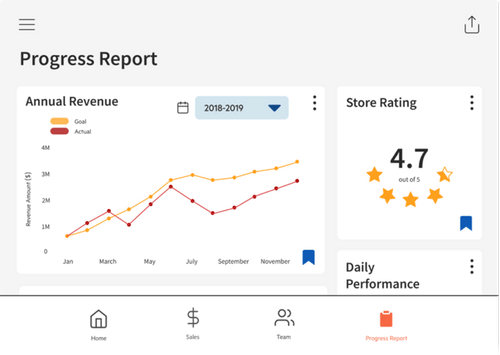 Progress Report
Annual Revenue
2018-2019
Goal
Actual
Revenue Amount ($)
4M
3M
2M
1M
0
Jan
March
May
July
September
November
Store Rating
4.7
out of 5
Daily
Performance
Home
Sales
Team
Progress Report